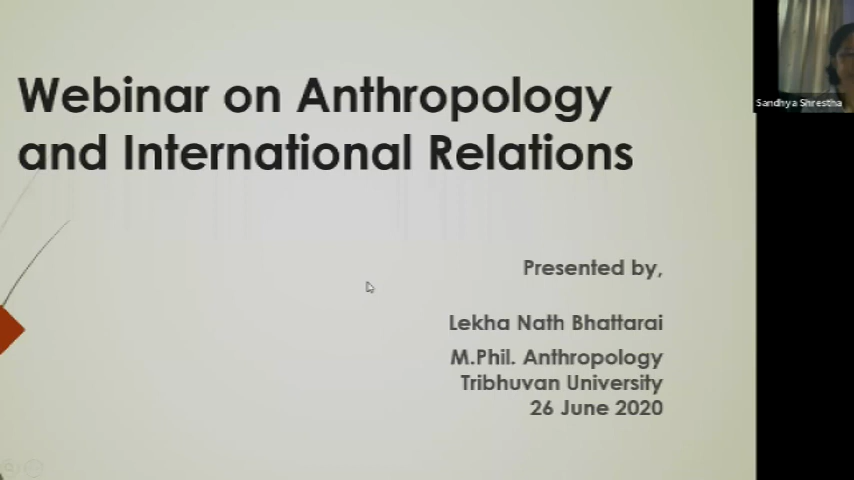 Webinar on Anthropology
and International Relations
Sandhya Shrestha
Presented by,
Lekha Nath Bhattarai
M.Phil. Anthropology
Tribhuvan University
26 June 2020